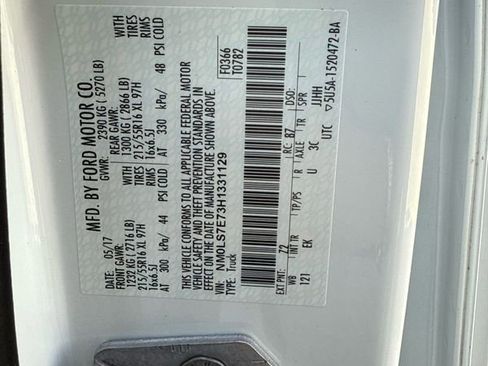 MFD. BY FORD MOTOR CO.
GVWR: 2390 KG ( 5270 LB)
05/17
FRONT GAWR: REAR GAWR:
1232 KG ( 2716 LB) 1300 KG ( 2866 LB)
215/55R16 XL 97H TIRES 215/55R16 XL 97H TIRES
16x6.5J RIMS 16x6.5J RIMS
AT 300 kPa/ 44 PSI COLD AT 330 kPa/ 48 PSI COLD
THIS VEHICLE CONFORMS TO ALL APPLICABLE FEDERAL MOTOR
VEHICLE SAFETY AND THEFT PREVENTION STANDARDS IN
EFFECT ON THE DATE OF MANUFACTURE SHOWN ABOVE.
VIN: NM0LS7E73H1331129
TYPE: Truck
F0366
T0782
EXT PNT: Z2 RC: B7 DSO:
WB INT TR TP/PS R AXLE TR SPR JJHH
121 EK U 3C
UTC 5U5A-1520472-BA